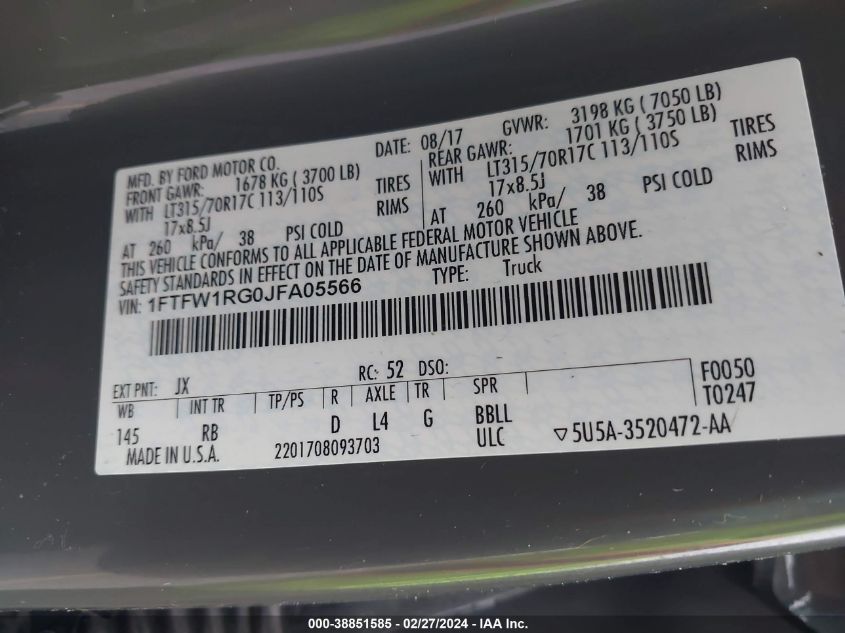 MFD. BY FORD MOTOR CO. DATE: 08/17 GVWR: 3198 KG ( 7050 LB)
FRONT GAWR: 1678 KG ( 3700 LB) REAR GAWR: 1701 KG ( 3750 LB)
WITH LT315/70R17C 113/110S TIRES WITH LT315/70R17C 113/110S TIRES
17x8.5J RIMS 17x8.5J RIMS
AT 260 kPa/ 38 PSI COLD AT 260 kPa/ 38 PSI COLD
THIS VEHICLE CONFORMS TO ALL APPLICABLE FEDERAL MOTOR VEHICLE
SAFETY STANDARDS IN EFFECT ON THE DATE OF MANUFACTURE SHOWN ABOVE.
VIN: 1FTFW1RG0JFA05566 TYPE: Truck
EXT PNT: JX RC: 52 DSO: F0050
WB INT TR TP/PS R AXLE TR SPR T0247
145 RB D L4 G BBLL
MADE IN U.S.A. 2201708093703 ULC ▽5U5A-3520472-AA
000-38851585 - 02/27/2024 - IAA Inc.